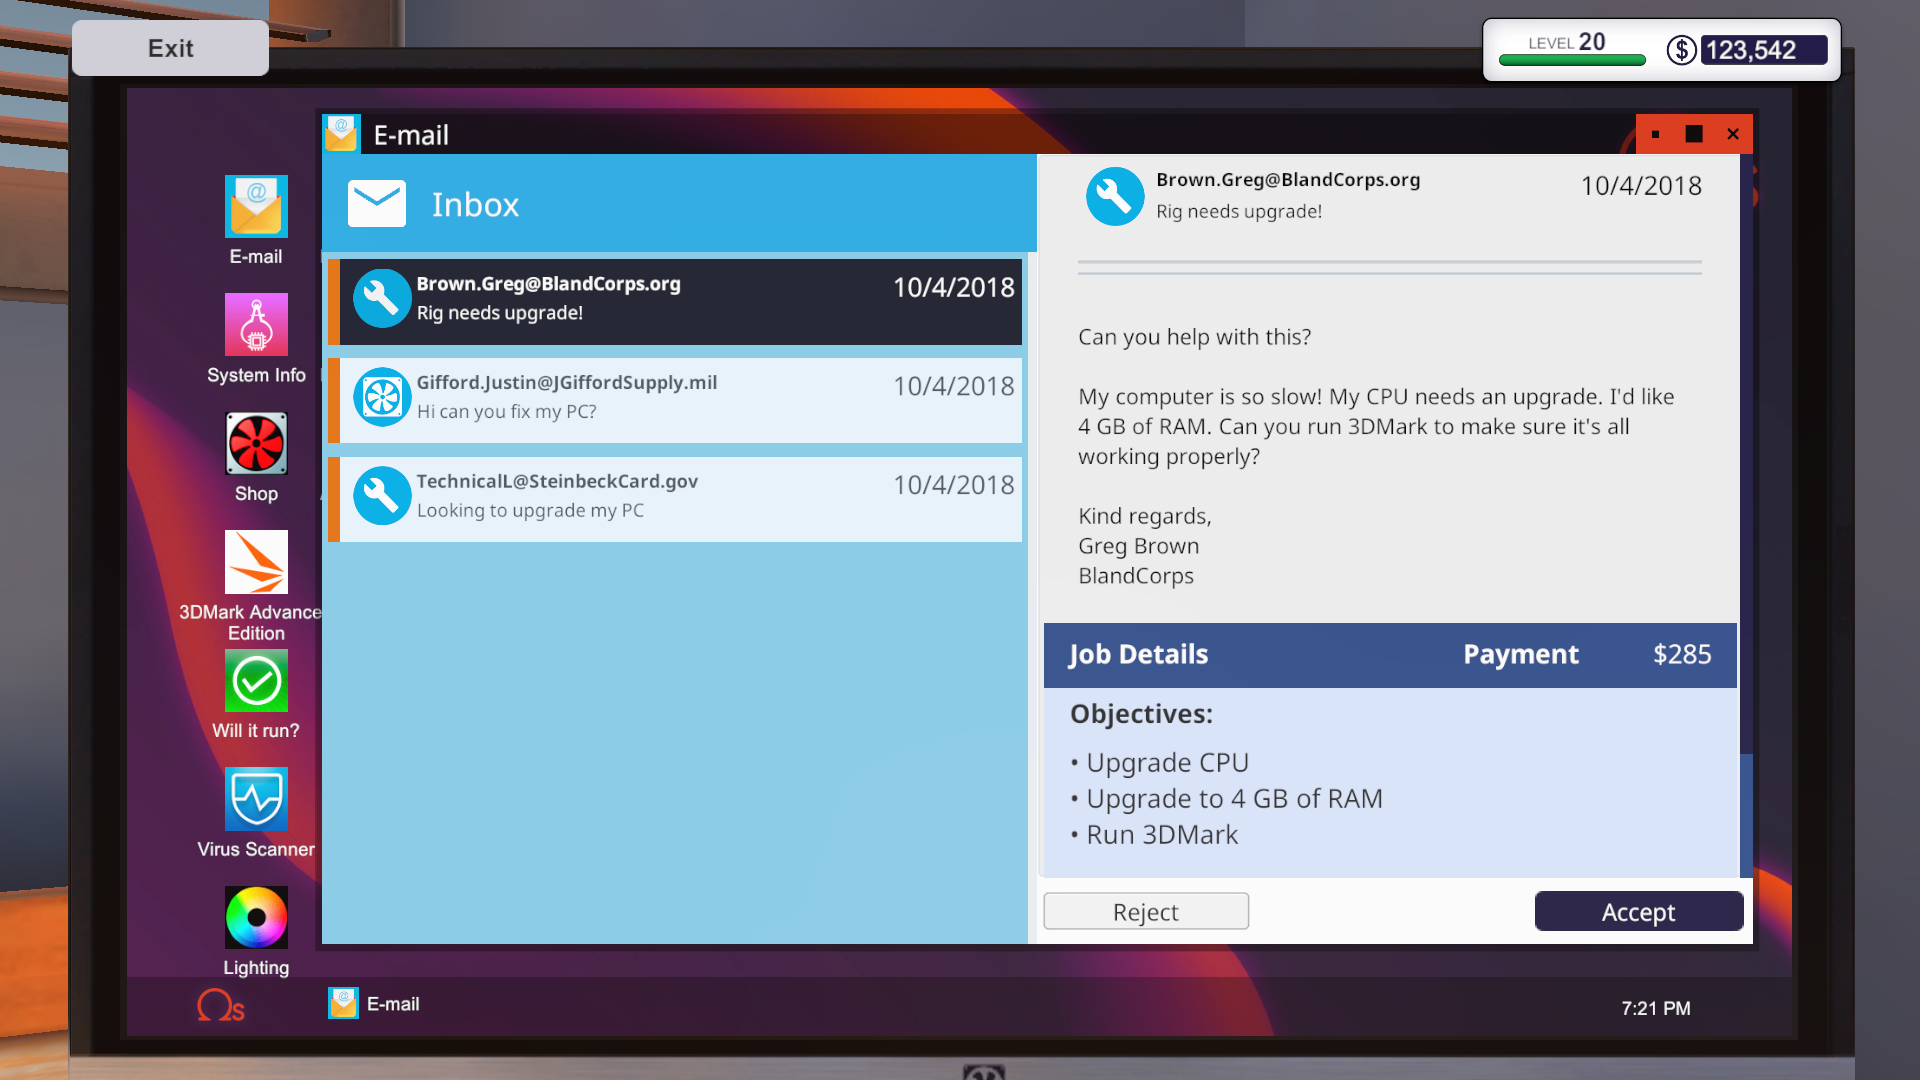 Exit
LEVEL 20
$ 123,542
E-mail
Inbox
Brown.Greg@BlandCorps.org
10/4/2018
Rig needs upgrade!
Gifford.Justin@JGiffordSupply.mil
10/4/2018
Hi can you fix my PC?
TechnicalL@SteinbeckCard.gov
10/4/2018
Looking to upgrade my PC
Brown.Greg@BlandCorps.org
10/4/2018
Rig needs upgrade!
Can you help with this?
My computer is so slow! My CPU needs an upgrade. I'd like
4 GB of RAM. Can you run 3DMark to make sure it's all
working properly?
Kind regards,
Greg Brown
BlandCorps
Job Details
Payment
$285
Objectives:
• Upgrade CPU
• Upgrade to 4 GB of RAM
• Run 3DMark
Reject
Accept
E-mail
System Info
Shop
3DMark Advance
Edition
Will it run?
Virus Scanner
Lighting
Ωs
E-mail
7:21 PM